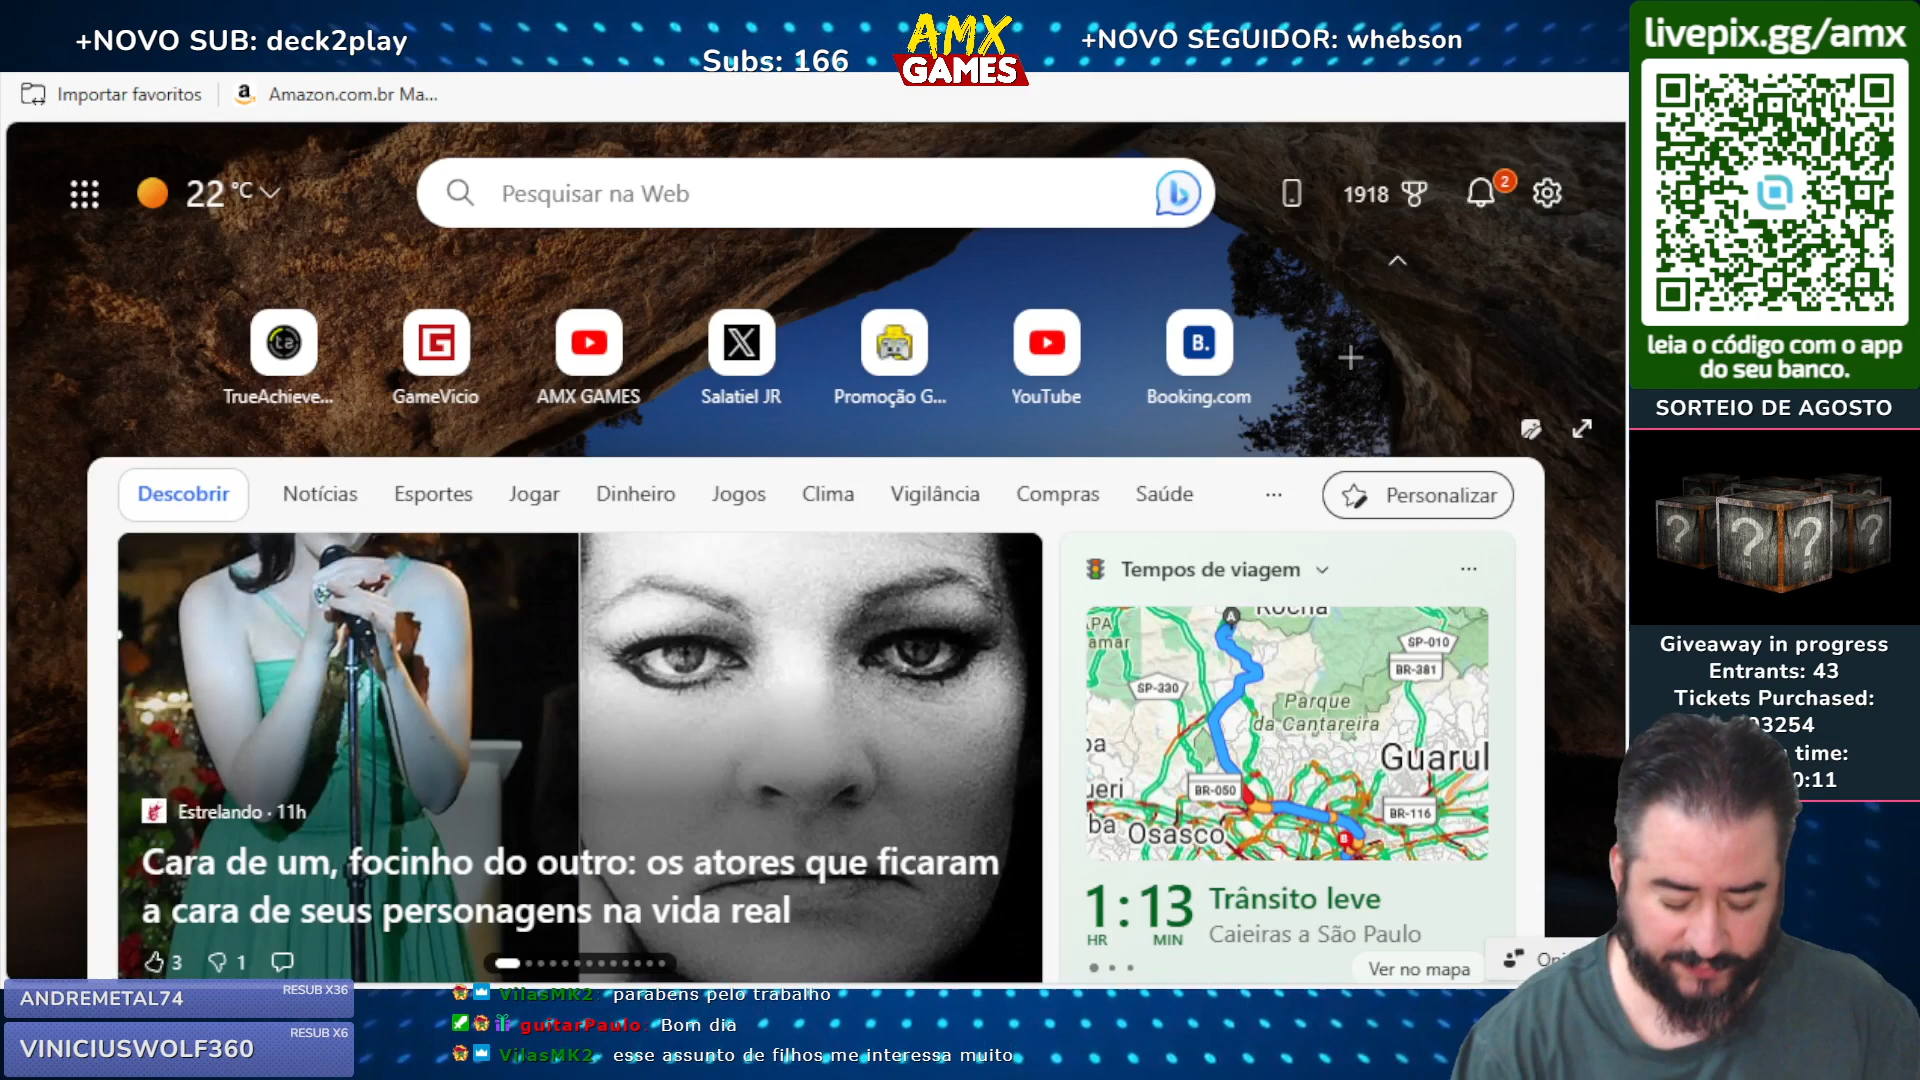 +NOVO SUB: deck2play
Subs: 166
AMX
GAMES
+NOVO SEGUIDOR: whebson
livepix.gg/amx
leia o código com o app
do seu banco.
SORTEIO DE AGOSTO
Giveaway in progress
Entrants: 43
Tickets Purchased:
03254
time:
0:11
Importar favoritos
a Amazon.com.br Ma...
22 °C
Pesquisar na Web
b
1918
2
ta
G
X
B.
TrueAchieve...
GameVicio
AMX GAMES
Salatiel JR
Promoção G...
YouTube
Booking.com
Descobrir
Notícias
Esportes
Jogar
Dinheiro
Jogos
Clima
Vigilância
Compras
Saúde
...
Personalizar
Estrelando · 11h
Cara de um, focinho do outro: os atores que ficaram
a cara de seus personagens na vida real
3
1
Tempos de viagem
...
A
Rocha
SP-010
BR-381
SP-330
Parque
da Cantareira
Guarul
BR-050
BR-116
Osasco
B
1:13
HR MIN
Trânsito leve
Caieiras a São Paulo
Ver no mapa
ANDREMETAL74
RESUB X36
VINICIUSWOLF360
RESUB X6
VilasMK2: parabens pelo trabalho
guitarPaulo: Bom dia
VilasMK2: esse assunto de filhos me interessa muito